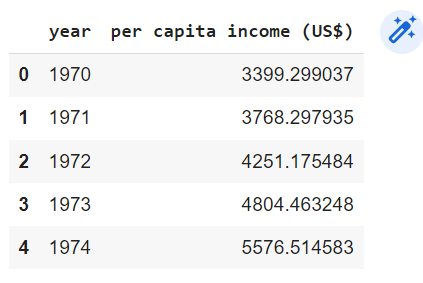 year per capita income (US$)
0 1970 3399.299037
1 1971 3768.297935
2 1972 4251.175484
3 1973 4804.463248
4 1974 5576.514583